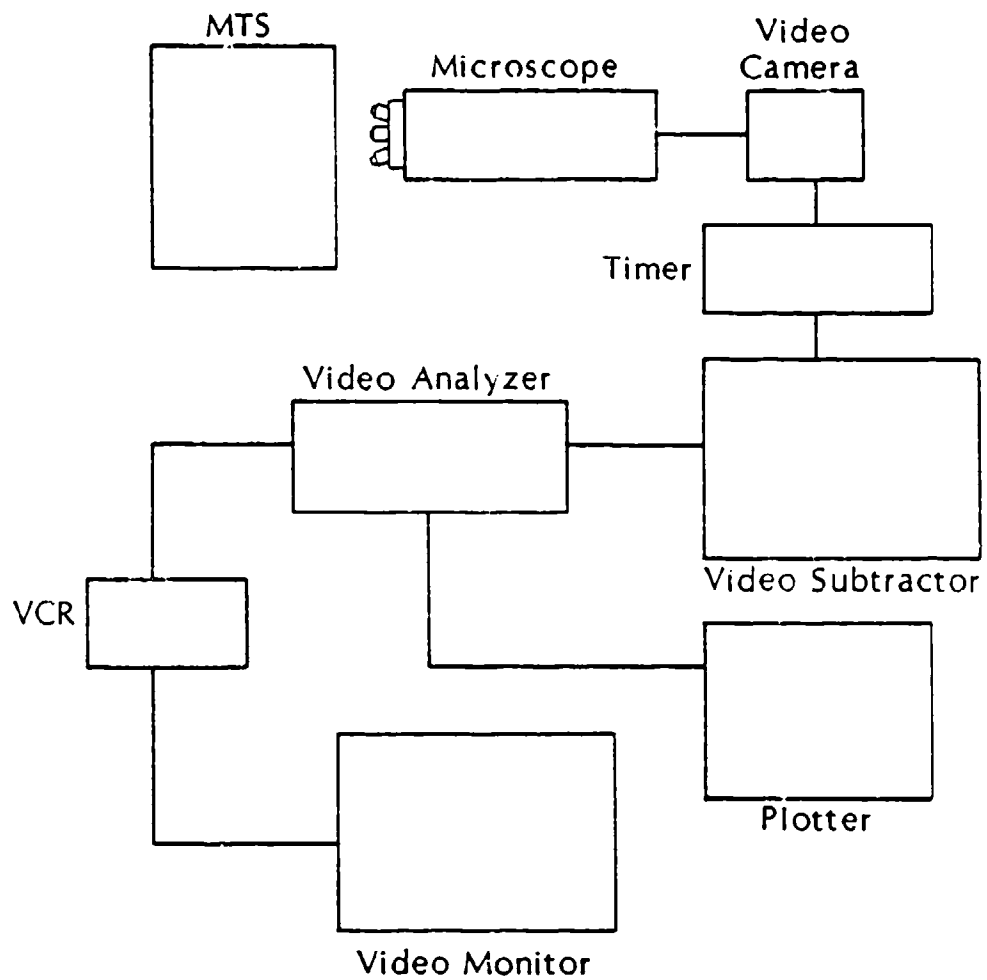 MTS
Video
Camera
Microscope
Timer
Video Analyzer
Video Subtractor
VCR
Plotter
Video Monitor